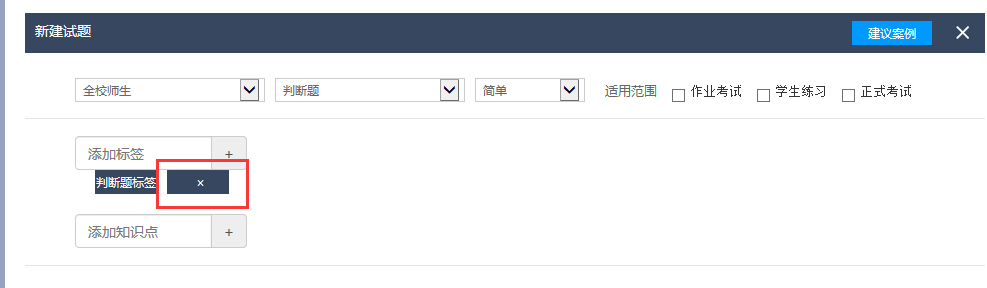 新建试题 建议案例 ×
全校师生 判断题 简单 适用范围 作业考试 学生练习 正式考试
添加标签 +
判断题标签 ×
添加知识点 +